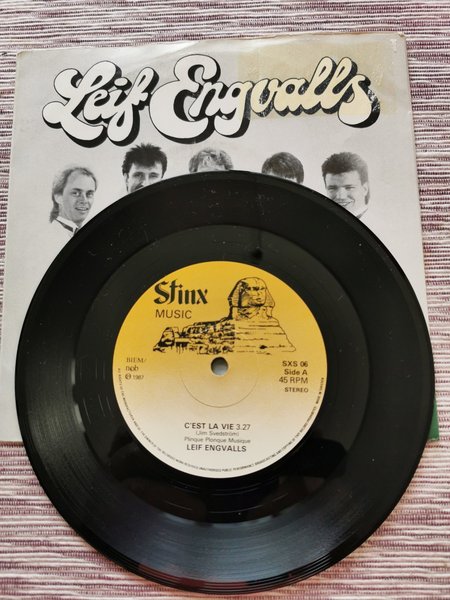 Leif Engvalls
Stinx
MUSIC
BIEM/
ncb
℗ 1987
SXS 06
Side A
45 RPM
STEREO
C'EST LA VIE 3.27
(Jim Svedström)
Plinque Plonque Musique
LEIF ENGVALLS